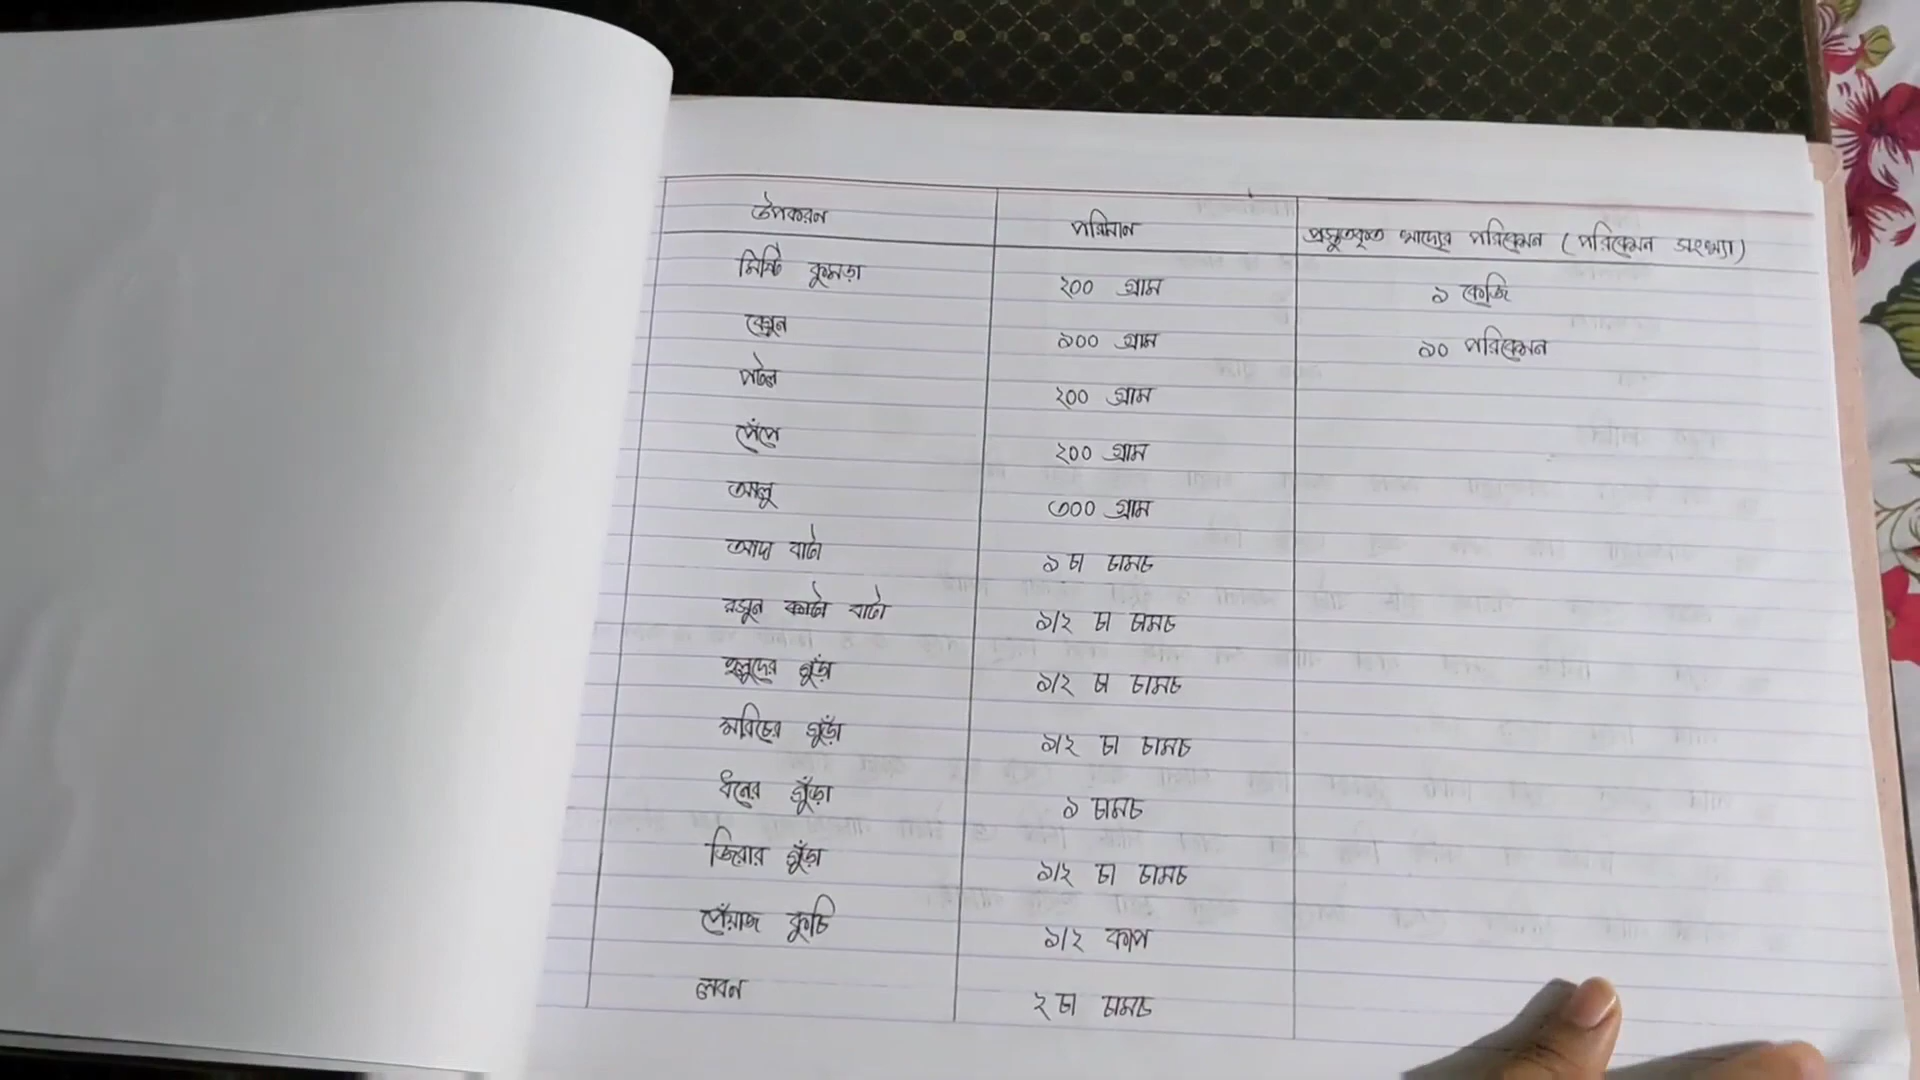 উপকরন পরিমান প্রস্তুতকৃত খাদ্যের পরিবেশন (পরিবেশন সংখ্যা)
মিষ্টি কুমড়া ২০০ গ্রাম ১ কেজি
বেগুন ১০০ গ্রাম ১০ পরিবেশন
পটল ২০০ গ্রাম
পেঁপে ২০০ গ্রাম
আলু ৩০০ গ্রাম
আদা বাটা ১ চা চামচ
রসুন বাটা ১/২ চা চামচ
হলুদের গুঁড়া ১/২ চা চামচ
মরিচের গুঁড়া ১/২ চা চামচ
ধনের গুঁড়া ১ চামচ
জিরার গুঁড়া ১/২ চা চামচ
পেঁয়াজ কুচি ১/২ কাপ
লবন ২ চা চামচ